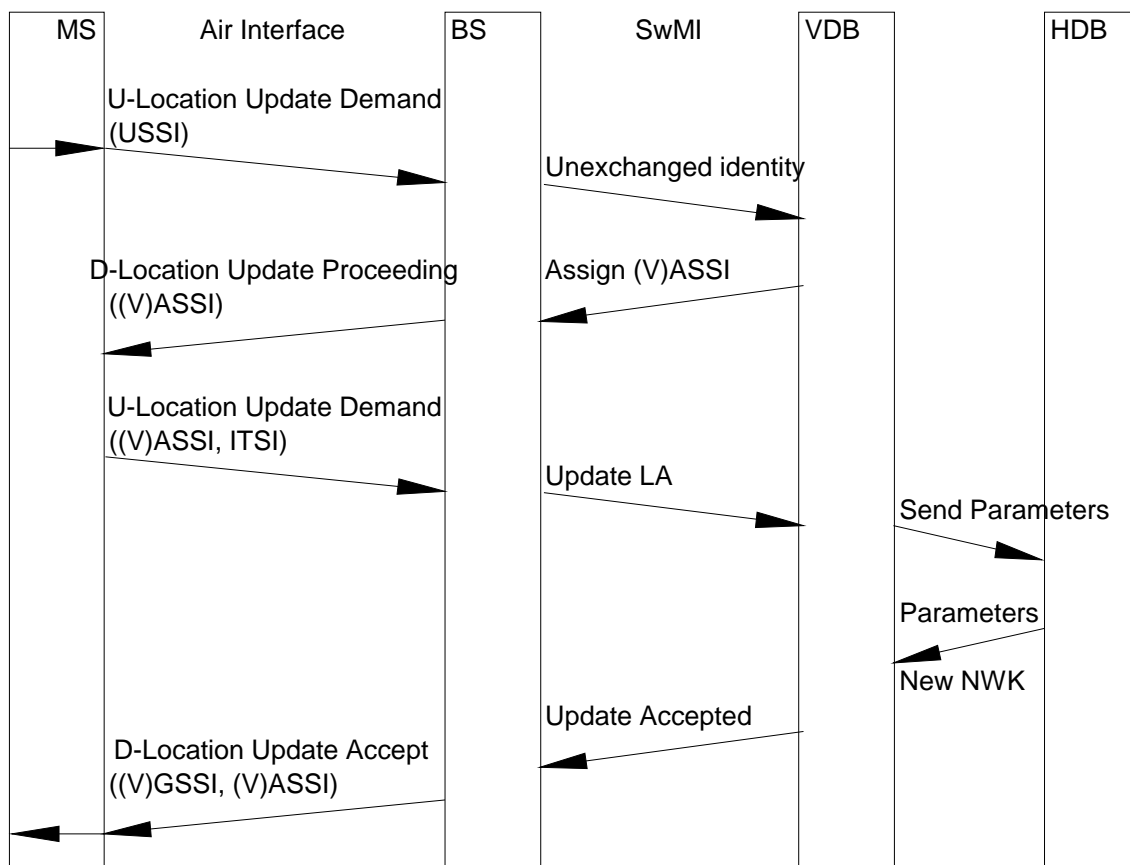 MS Air Interface BS SwMI VDB HDB
U-Location Update Demand
(USSI)
Unexchanged identity
D-Location Update Proceeding
((V)ASSI)
Assign (V)ASSI
U-Location Update Demand
((V)ASSI, ITSI)
Update LA
Send Parameters
Parameters
New NWK
Update Accepted
D-Location Update Accept
((V)GSSI, (V)ASSI)